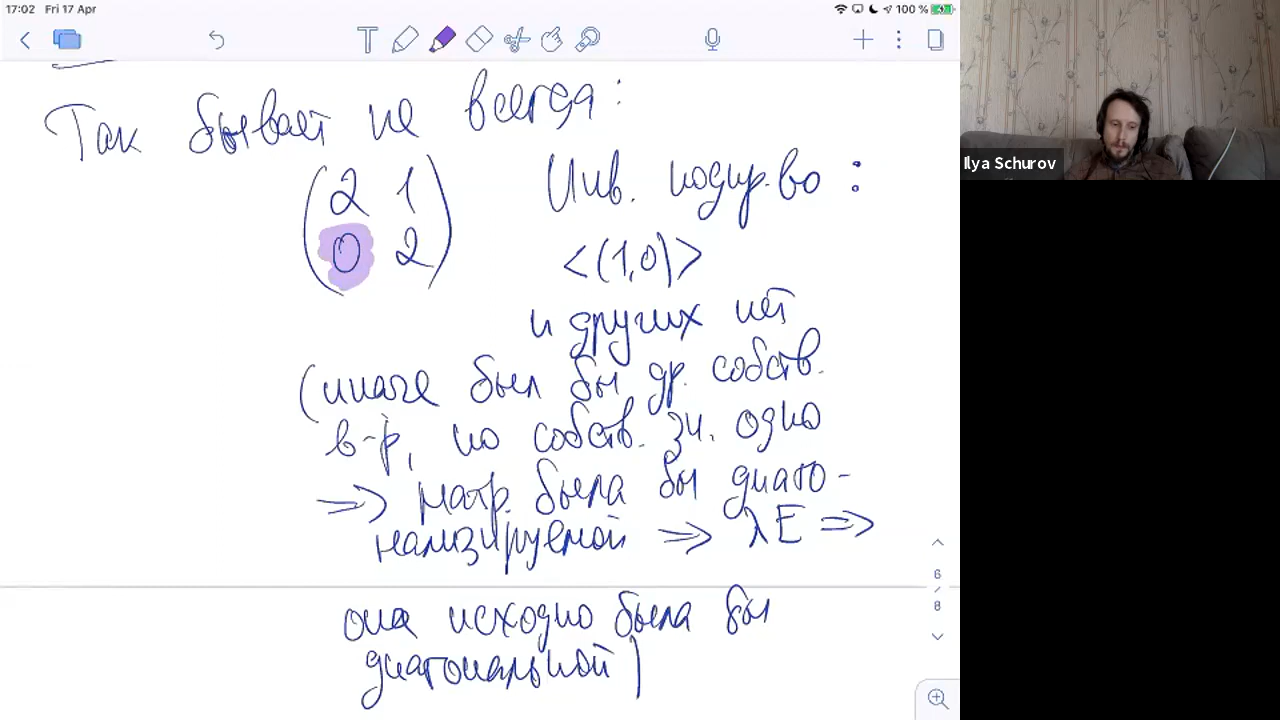 17:02 Fri 17 Apr
100 %
T
Так бывает не всегда:
(2 1
0 2)
Инв. подпр-во:
<(1,0)>
и других нет
(иначе был бы др. собств.
в-р, но собств. зн. одно
=> матр. была бы диаго-
нализируемой => λE =>
она исходно была бы
диагональной)
6
/
8
Ilya Schurov